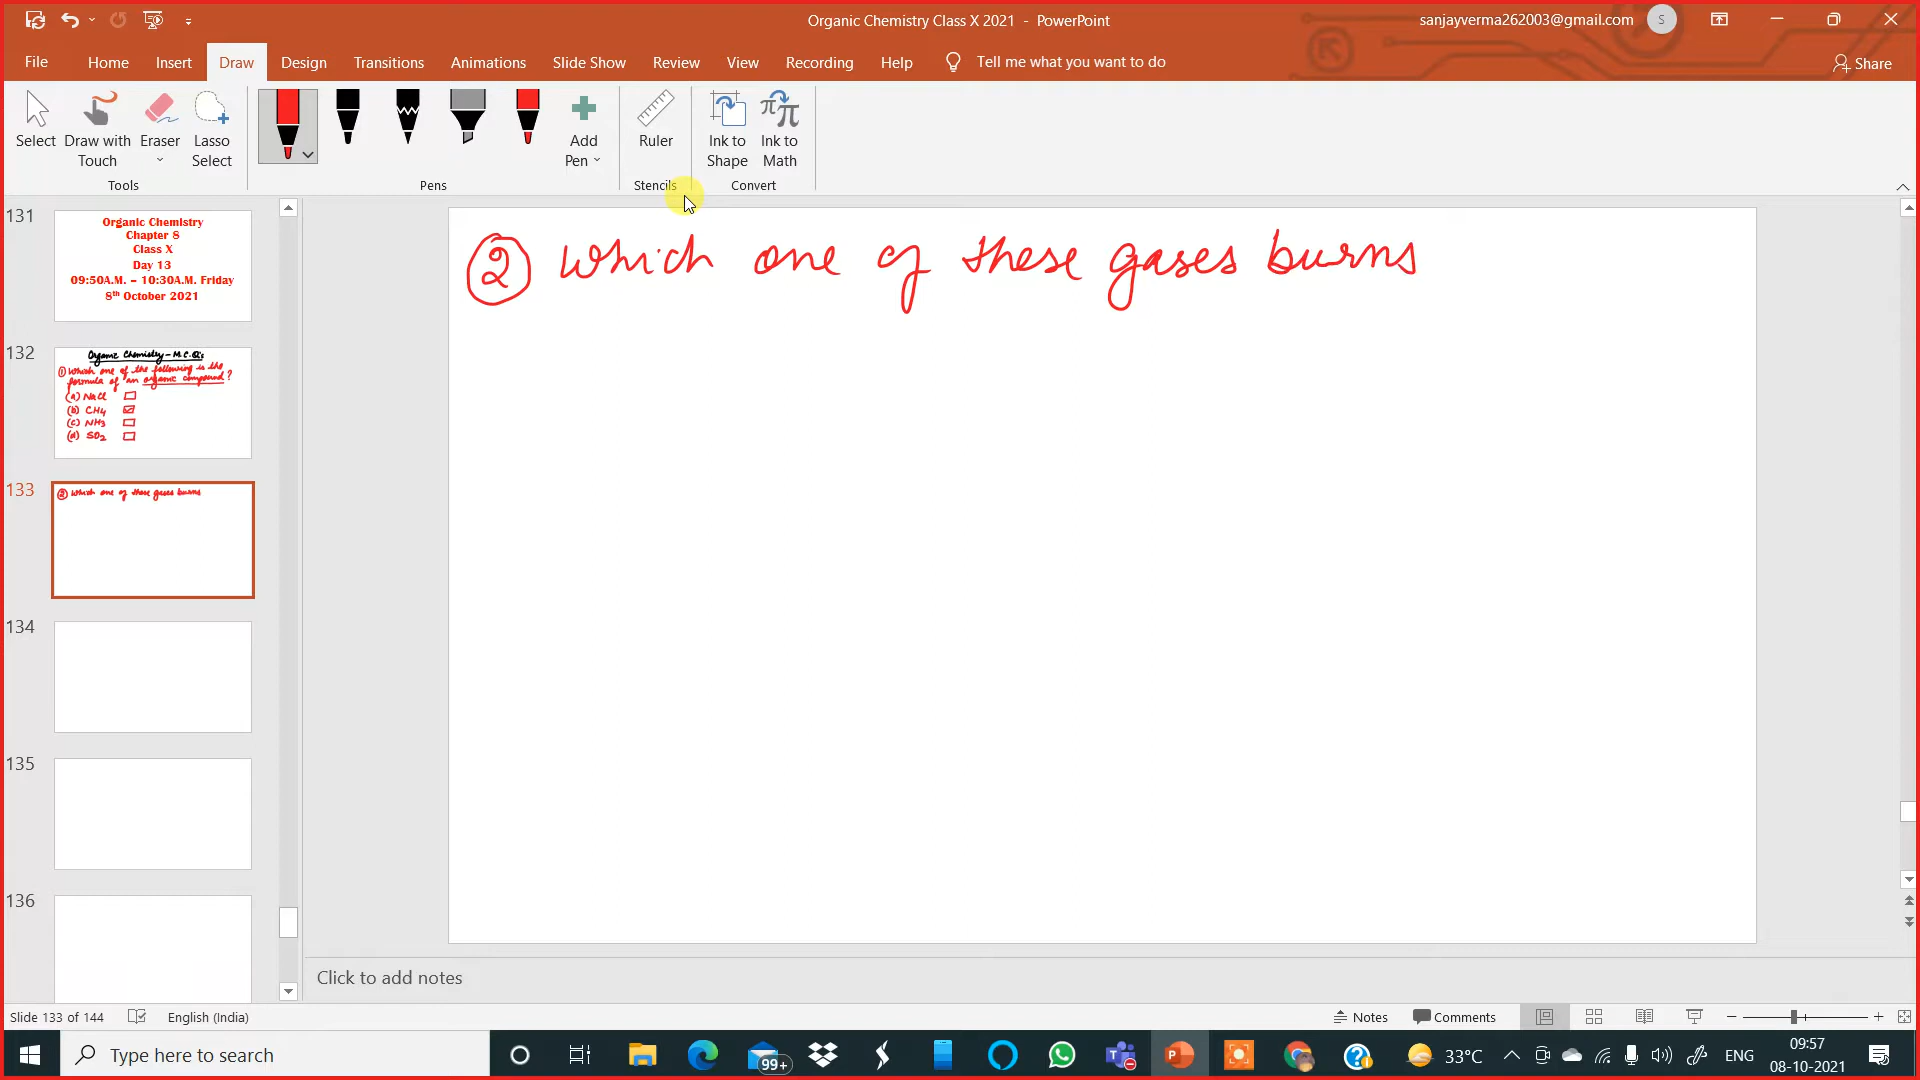 Organic Chemistry Class X 2021 - PowerPoint
sanjayverma262003@gmail.com
S
File
Home
Insert
Draw
Design
Transitions
Animations
Slide Show
Review
View
Recording
Help
Tell me what you want to do
Share
Select
Draw with
Touch
Eraser
Lasso
Select
Add
Pen
Ruler
Ink to
Shape
Ink to
Math
Tools
Pens
Stencils
Convert
131
Organic Chemistry
Chapter 8
Class X
Day 13
09:50A.M. – 10:30A.M. Friday
8th October 2021
132
Organic Chemistry – M.C.Q's
① Which one of the following is the
formula of an organic compound?
(a) NaCl
(b) CH4
(c) NH3
(d) SO2
133
② Which one of these gases burns
134
135
136
② Which one of these gases burns
Click to add notes
Slide 133 of 144
English (India)
Notes
Comments
Type here to search
99+
33°C
ENG
09:57
08-10-2021